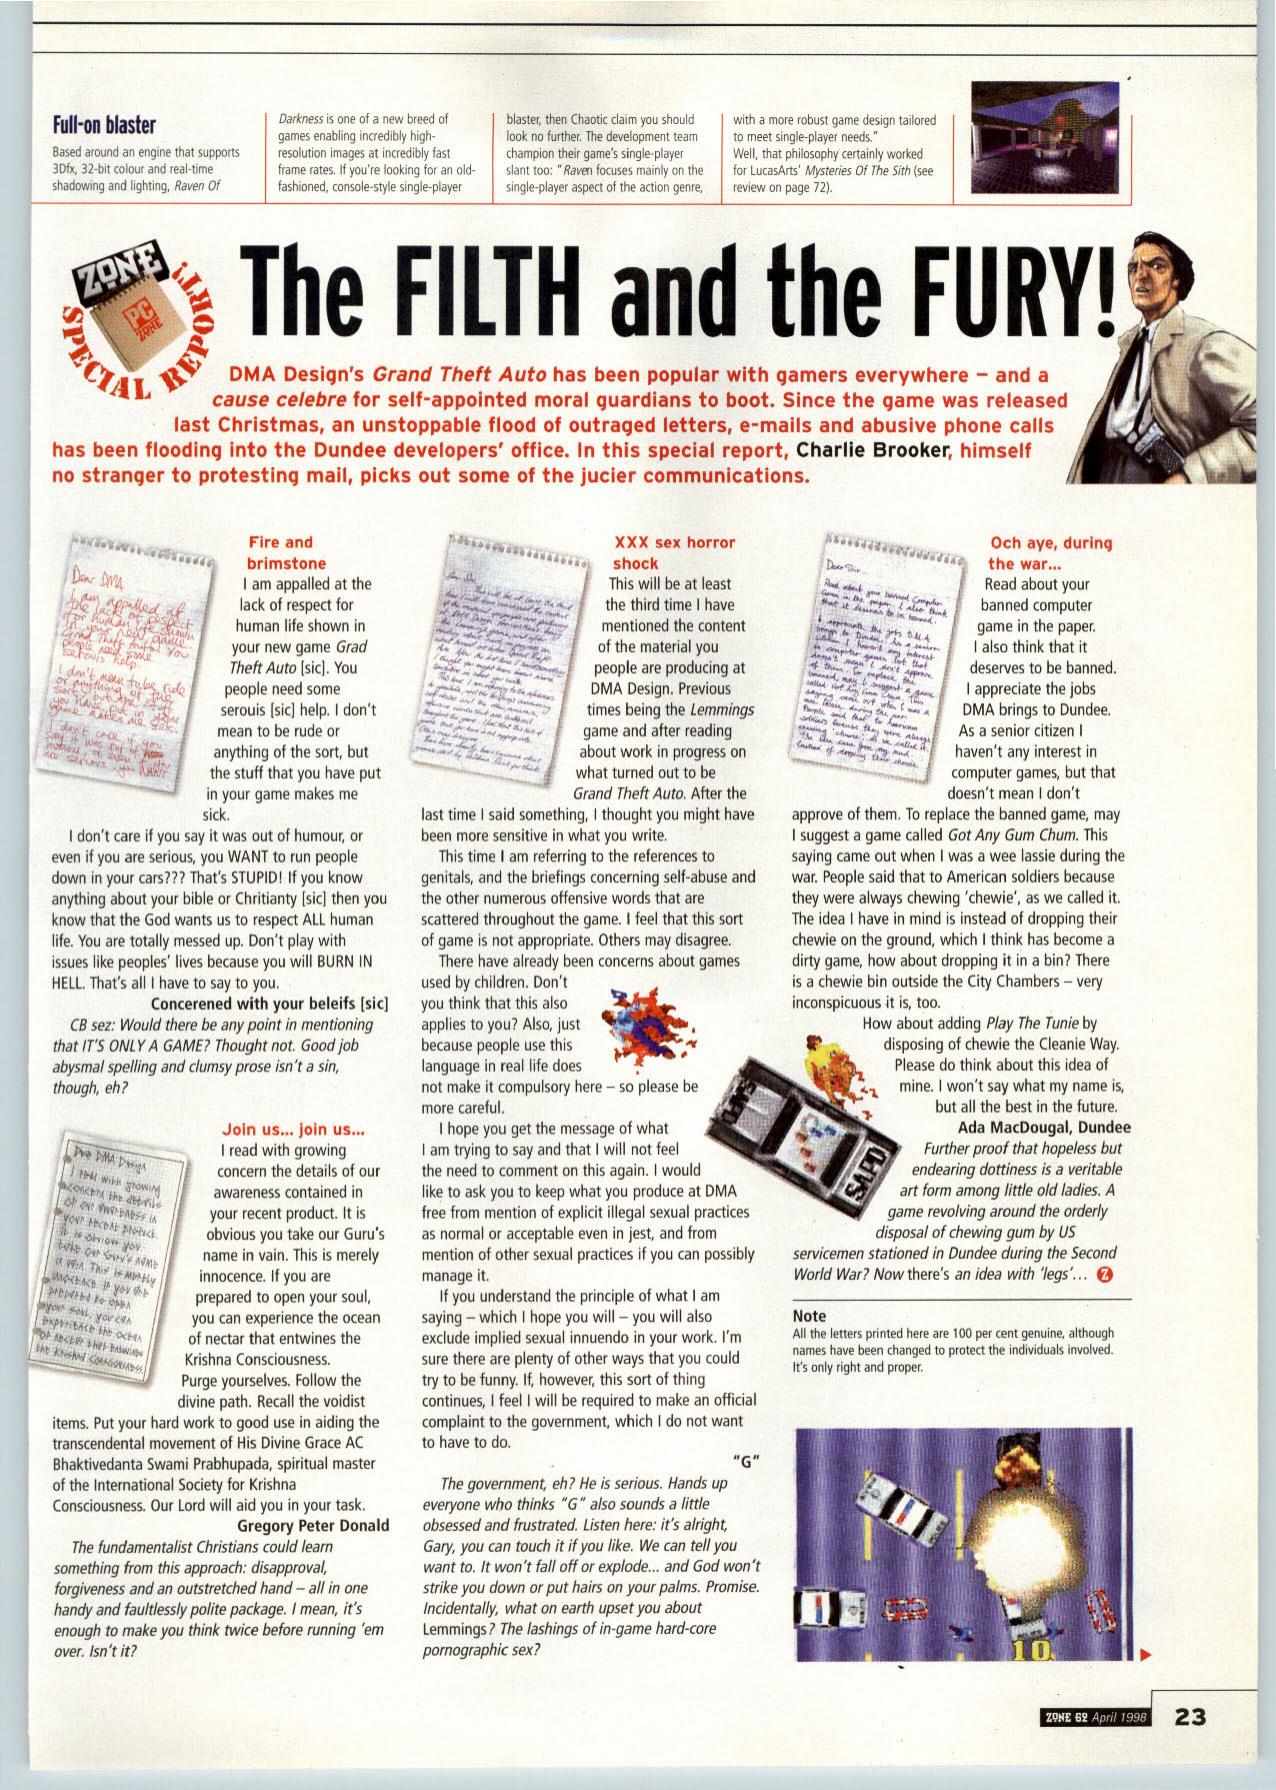 Full-on blaster
Based around an engine that supports
3Dfx, 32-bit colour and real-time
shadowing and lighting, Raven Of
Darkness is one of a new breed of
games enabling incredibly high-
resolution images at incredibly fast
frame rates. If you're looking for an old-
fashioned, console-style single-player
blaster, then Chaotic claim you should
look no further. The development team
champion their game's single-player
slant too: "Raven focuses mainly on the
single-player aspect of the action genre,
with a more robust game design tailored
to meet single-player needs."
Well, that philosophy certainly worked
for LucasArts' Mysteries Of The Sith (see
review on page 72).
ZONE
PC
ZONE
SPECIAL REPORT!
The FILTH and the FURY!
DMA Design's Grand Theft Auto has been popular with gamers everywhere – and a
cause celebre for self-appointed moral guardians to boot. Since the game was released
last Christmas, an unstoppable flood of outraged letters, e-mails and abusive phone calls
has been flooding into the Dundee developers' office. In this special report, Charlie Brooker, himself
no stranger to protesting mail, picks out some of the jucier communications.
Fire and
brimstone
I am appalled at the
lack of respect for
human life shown in
your new game Grad
Theft Auto [sic]. You
people need some
serouis [sic] help. I don't
mean to be rude or
anything of the sort, but
the stuff that you have put
in your game makes me
sick.
I don't care if you say it was out of humour, or
even if you are serious, you WANT to run people
down in your cars??? That's STUPID! If you know
anything about your bible or Chritianty [sic] then you
know that the God wants us to respect ALL human
life. You are totally messed up. Don't play with
issues like peoples' lives because you will BURN IN
HELL. That's all I have to say to you.
Concerened with your beleifs [sic]
CB sez: Would there be any point in mentioning
that IT'S ONLY A GAME? Thought not. Good job
abysmal spelling and clumsy prose isn't a sin,
though, eh?
Join us... join us...
I read with growing
concern the details of our
awareness contained in
your recent product. It is
obvious you take our Guru's
name in vain. This is merely
innocence. If you are
prepared to open your soul,
you can experience the ocean
of nectar that entwines the
Krishna Consciousness.
Purge yourselves. Follow the
divine path. Recall the voidist
items. Put your hard work to good use in aiding the
transcendental movement of His Divine Grace AC
Bhaktivedanta Swami Prabhupada, spiritual master
of the International Society for Krishna
Consciousness. Our Lord will aid you in your task.
Gregory Peter Donald
The fundamentalist Christians could learn
something from this approach: disapproval,
forgiveness and an outstretched hand – all in one
handy and faultlessly polite package. I mean, it's
enough to make you think twice before running 'em
over. Isn't it?
XXX sex horror
shock
This will be at least
the third time I have
mentioned the content
of the material you
people are producing at
DMA Design. Previous
times being the Lemmings
game and after reading
about work in progress on
what turned out to be
Grand Theft Auto. After the
last time I said something, I thought you might have
been more sensitive in what you write.
This time I am referring to the references to
genitals, and the briefings concerning self-abuse and
the other numerous offensive words that are
scattered throughout the game. I feel that this sort
of game is not appropriate. Others may disagree.
There have already been concerns about games
used by children. Don't
you think that this also
applies to you? Also, just
because people use this
language in real life does
not make it compulsory here – so please be
more careful.
I hope you get the message of what
I am trying to say and that I will not feel
the need to comment on this again. I would
like to ask you to keep what you produce at DMA
free from mention of explicit illegal sexual practices
as normal or acceptable even in jest, and from
mention of other sexual practices if you can possibly
manage it.
If you understand the principle of what I am
saying – which I hope you will – you will also
exclude implied sexual innuendo in your work. I'm
sure there are plenty of other ways that you could
try to be funny. If, however, this sort of thing
continues, I feel I will be required to make an official
complaint to the government, which I do not want
to have to do.
"G"
The government, eh? He is serious. Hands up
everyone who thinks "G" also sounds a little
obsessed and frustrated. Listen here: it's alright,
Gary, you can touch it if you like. We can tell you
want to. It won't fall off or explode... and God won't
strike you down or put hairs on your palms. Promise.
Incidentally, what on earth upset you about
Lemmings? The lashings of in-game hard-core
pornographic sex?
Och aye, during
the war...
Read about your
banned computer
game in the paper.
I also think that it
deserves to be banned.
I appreciate the jobs
DMA brings to Dundee.
As a senior citizen I
haven't any interest in
computer games, but that
doesn't mean I don't
approve of them. To replace the banned game, may
I suggest a game called Got Any Gum Chum. This
saying came out when I was a wee lassie during the
war. People said that to American soldiers because
they were always chewing 'chewie', as we called it.
The idea I have in mind is instead of dropping their
chewie on the ground, which I think has become a
dirty game, how about dropping it in a bin? There
is a chewie bin outside the City Chambers – very
inconspicuous it is, too.
How about adding Play The Tunie by
disposing of chewie the Cleanie Way.
Please do think about this idea of
mine. I won't say what my name is,
but all the best in the future.
Ada MacDougal, Dundee
Further proof that hopeless but
endearing dottiness is a veritable
art form among little old ladies. A
game revolving around the orderly
disposal of chewing gum by US
servicemen stationed in Dundee during the Second
World War? Now there's an idea with 'legs'...
Note
All the letters printed here are 100 per cent genuine, although
names have been changed to protect the individuals involved.
It's only right and proper.
10
ZONE 62 April 1998 23